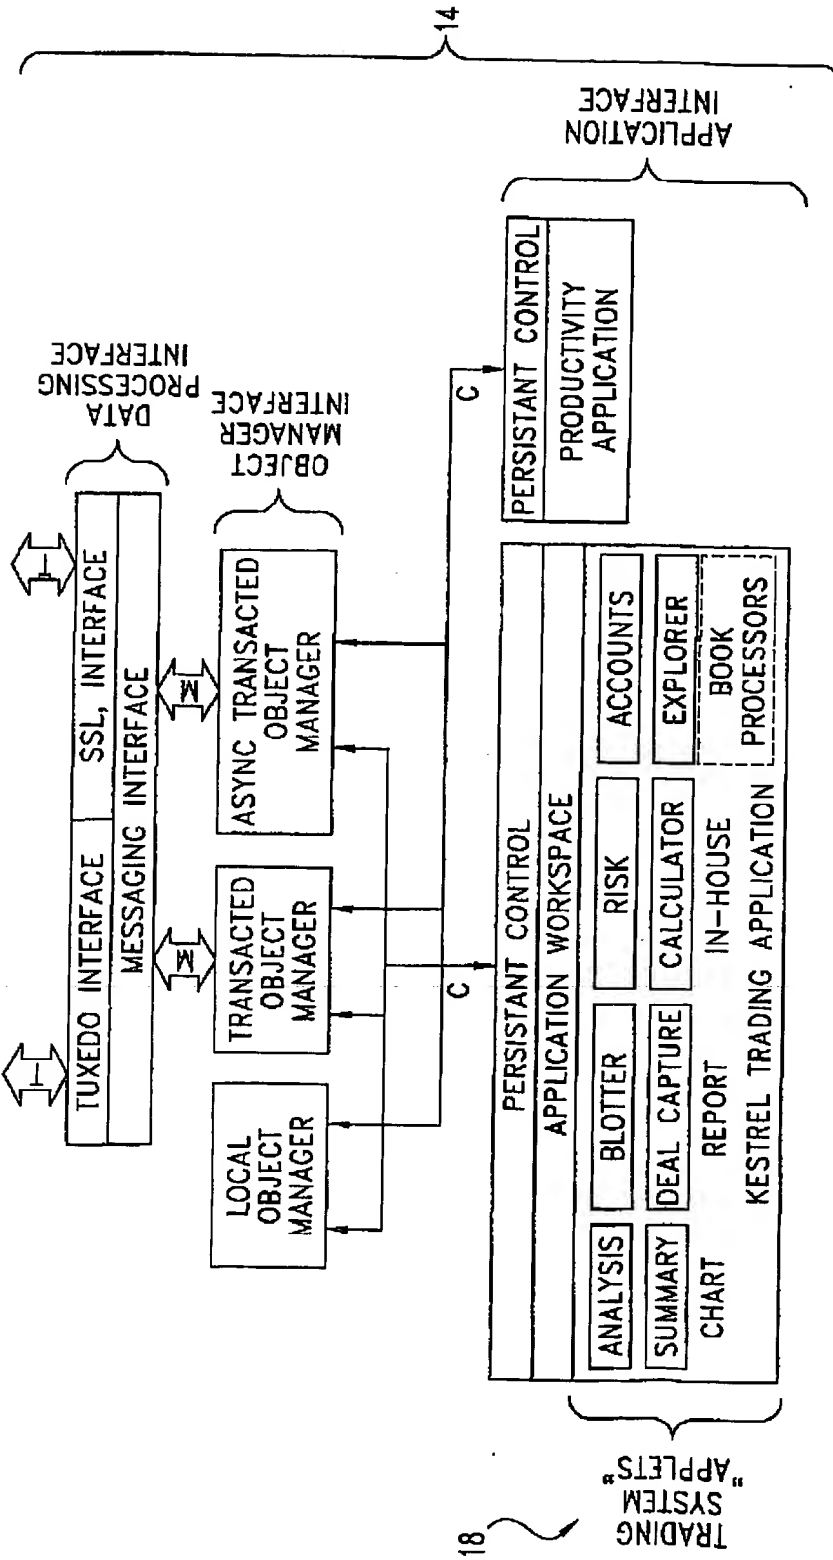 T
T
TUXEDO INTERFACE
SSL, INTERFACE
MESSAGING INTERFACE
DATA
PROCESSING
INTERFACE
M
M
LOCAL
OBJECT
MANAGER
TRANSACTED
OBJECT
MANAGER
ASYNC TRANSACTED
OBJECT
MANAGER
OBJECT
MANAGER
INTERFACE
C
C
14
PERSISTANT CONTROL
APPLICATION WORKSPACE
ANALYSIS
BLOTTER
RISK
ACCOUNTS
SUMMARY
DEAL CAPTURE
CALCULATOR
EXPLORER
CHART
REPORT
IN-HOUSE
BOOK
PROCESSORS
KESTREL TRADING APPLICATION
PERSISTANT CONTROL
PRODUCTIVITY
APPLICATION
APPLICATION
INTERFACE
18
TRADING
SYSTEM
"APPLETS"